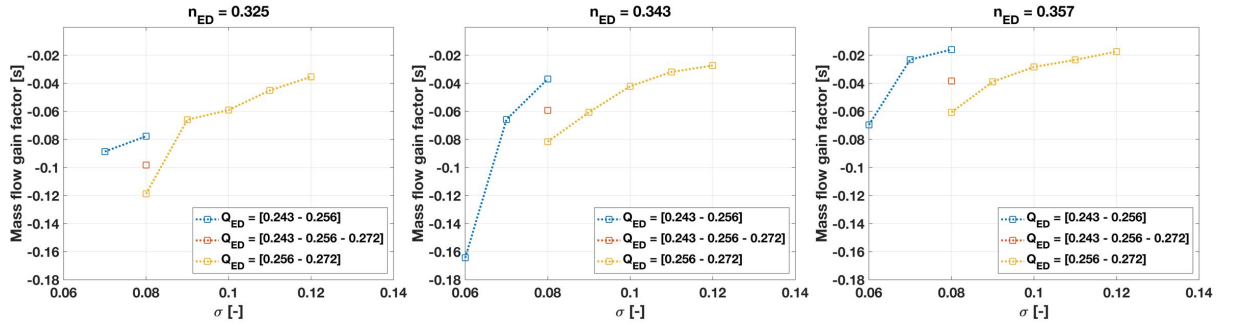 n_ED = 0.325
Mass flow gain factor [s]
-0.02
-0.04
-0.06
-0.08
-0.1
-0.12
-0.14
-0.16
-0.18
0.06 0.08 0.1 0.12 0.14
σ [-]
Q_ED = [0.243 - 0.256]
Q_ED = [0.243 - 0.256 - 0.272]
Q_ED = [0.256 - 0.272]
n_ED = 0.343
Mass flow gain factor [s]
-0.02
-0.04
-0.06
-0.08
-0.1
-0.12
-0.14
-0.16
-0.18
0.06 0.08 0.1 0.12 0.14
σ [-]
Q_ED = [0.243 - 0.256]
Q_ED = [0.243 - 0.256 - 0.272]
Q_ED = [0.256 - 0.272]
n_ED = 0.357
Mass flow gain factor [s]
-0.02
-0.04
-0.06
-0.08
-0.1
-0.12
-0.14
-0.16
-0.18
0.06 0.08 0.1 0.12 0.14
σ [-]
Q_ED = [0.243 - 0.256]
Q_ED = [0.243 - 0.256 - 0.272]
Q_ED = [0.256 - 0.272]